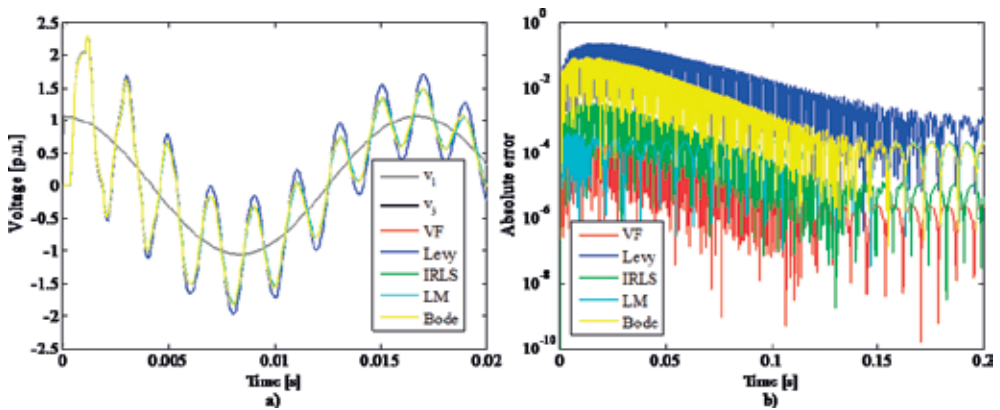 2.5
2
1.5
1
0.5
0
-0.5
-1
-1.5
-2
-2.5
Voltage [p.u.]
0
0.005
0.01
0.015
0.02
Time [s]
a)
v1
v3
VF
Levy
IRLS
LM
Bode
10^0
10^-2
10^-4
10^-6
10^-8
10^-10
Absolute error
0
0.05
0.1
0.15
0.2
Time [s]
b)
VF
Levy
IRLS
LM
Bode